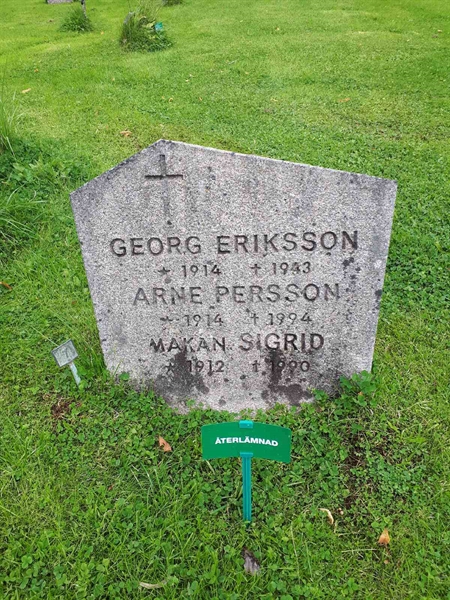 GEORG ERIKSSON
* 1914 † 1943
ARNE PERSSON
* 1914 † 1994
MAKAN SIGRID
* 1912 † 1990
ÅTERLÄMNAD